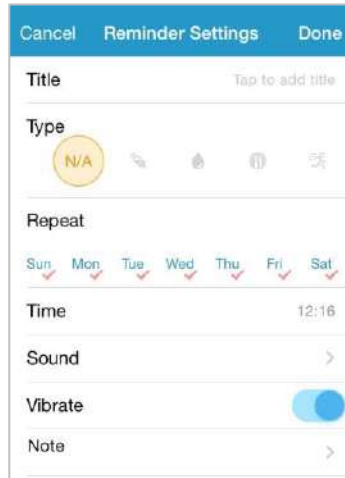 Cancel Reminder Settings Done
Title Tap to add title
Type
N/A
Repeat
Sun Mon Tue Wed Thu Fri Sat
Time 12:16
Sound
Vibrate
Note